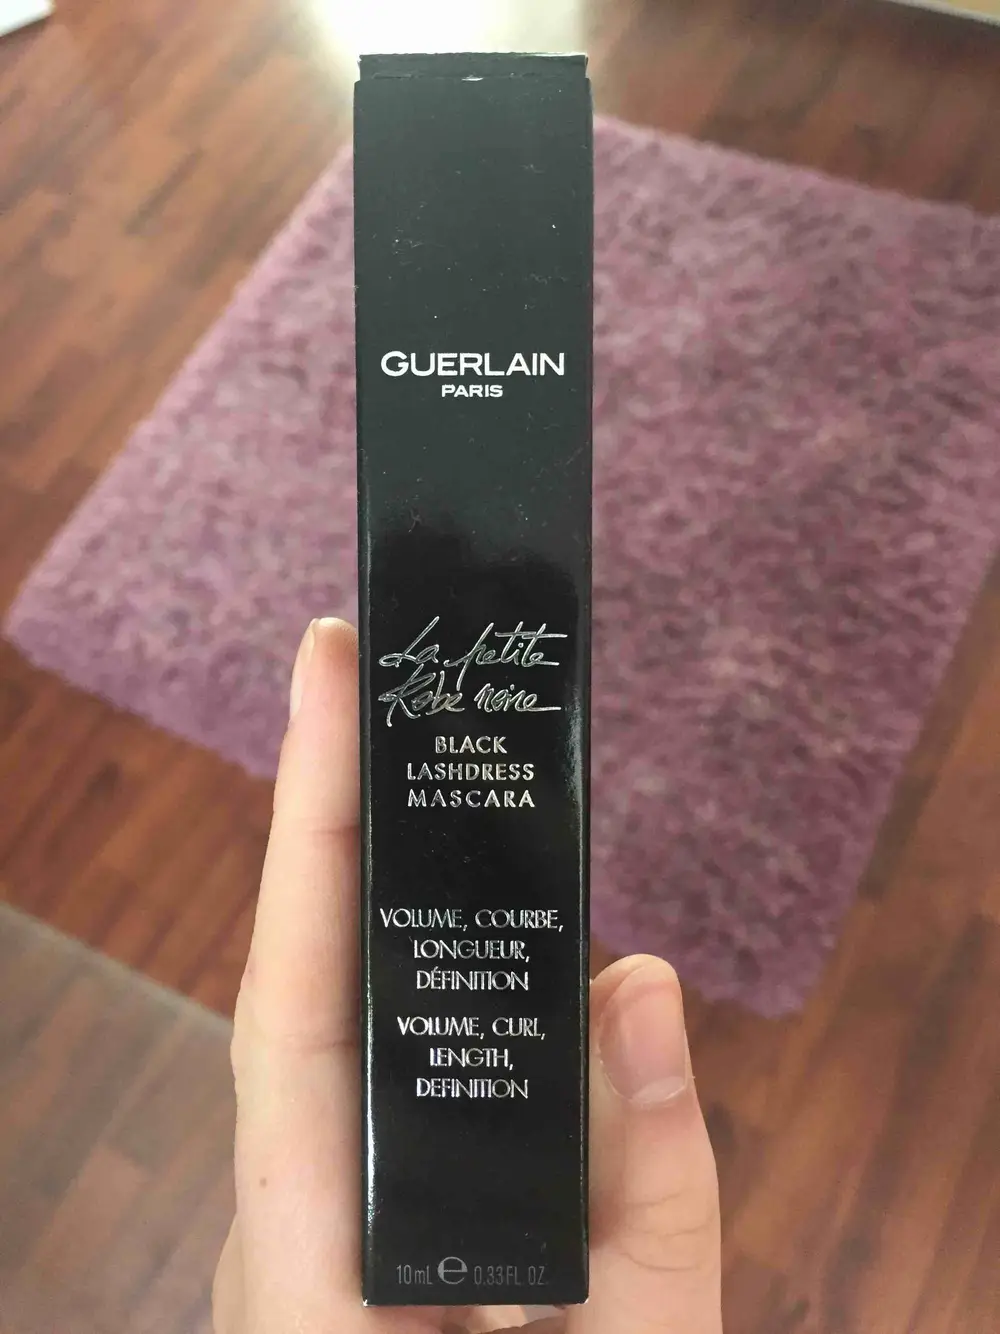 GUERLAIN
PARIS
La petite
Robe noire
BLACK
LASHDRESS
MASCARA
VOLUME, COURBE,
LONGUEUR,
DÉFINITION
VOLUME, CURL,
LENGTH,
DEFINITION
10 mL e 0.33 FL. OZ.